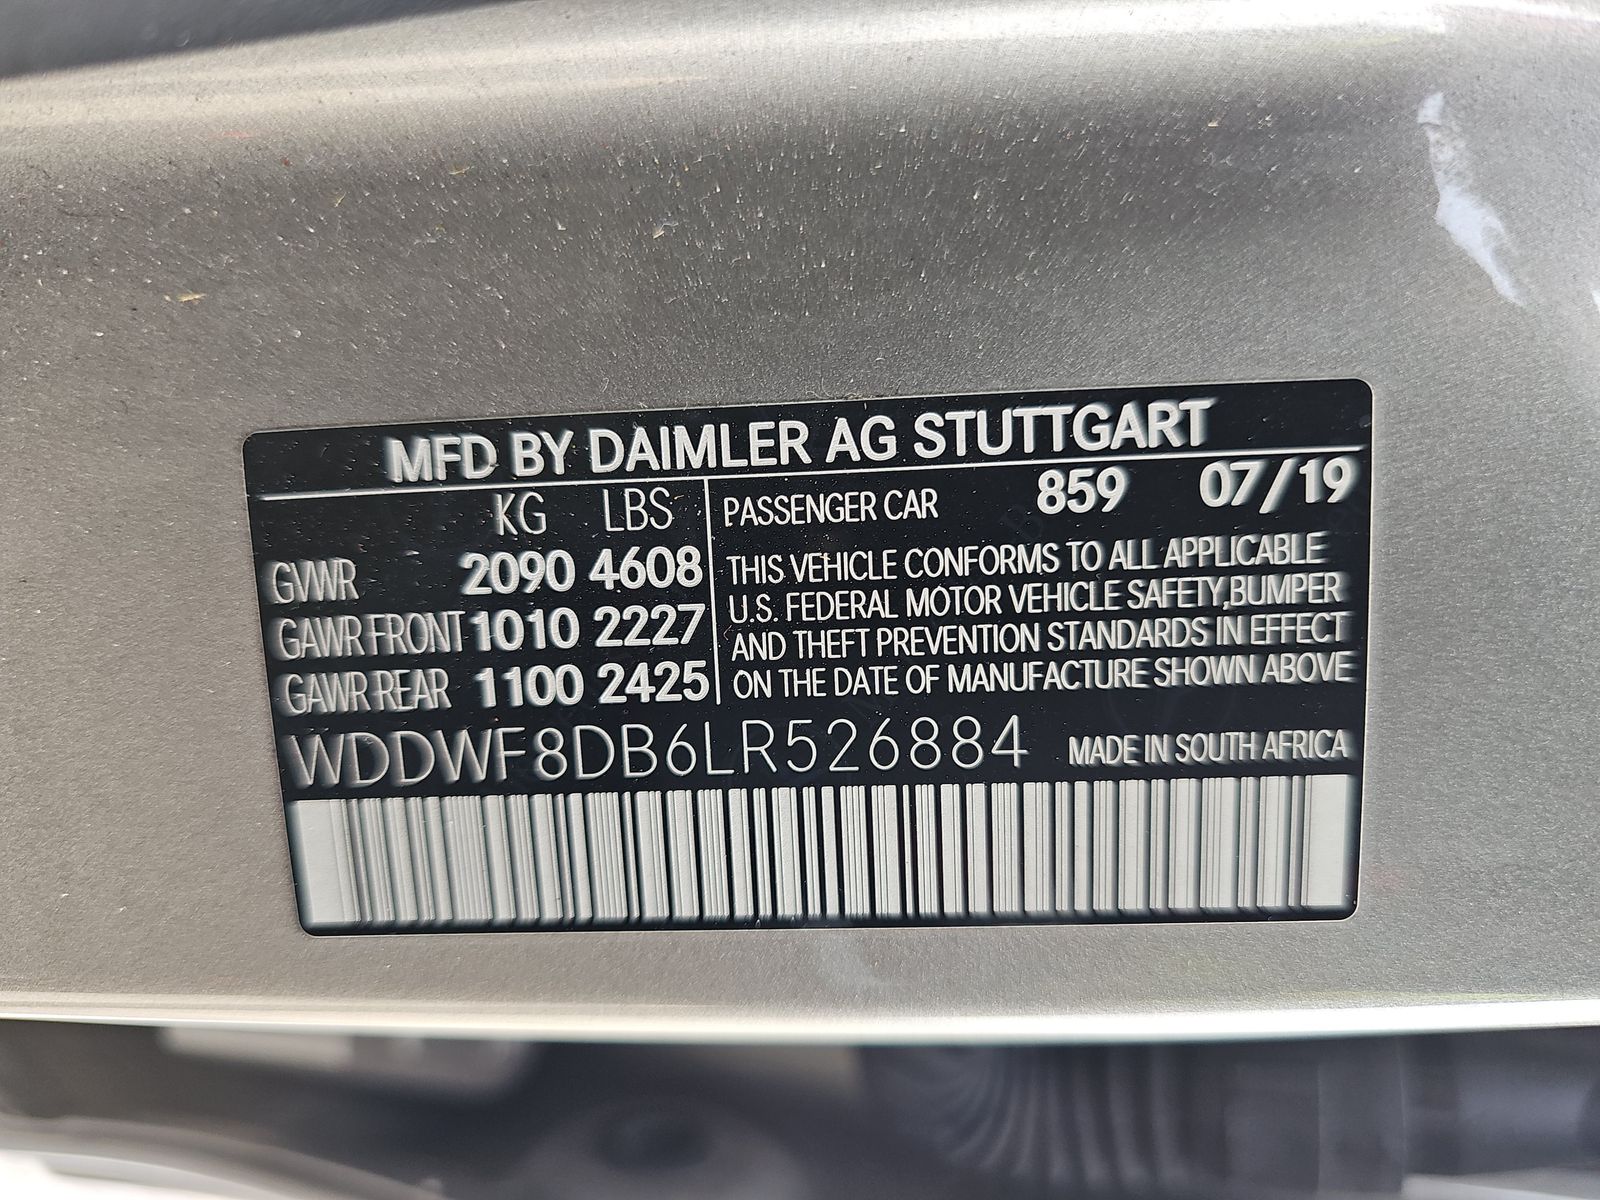 MFD BY DAIMLER AG STUTTGART
KG LBS
GVWR 2090 4608
GAWR FRONT 1010 2227
GAWR REAR 1100 2425
PASSENGER CAR 859 07/19
THIS VEHICLE CONFORMS TO ALL APPLICABLE
U.S. FEDERAL MOTOR VEHICLE SAFETY,BUMPER
AND THEFT PREVENTION STANDARDS IN EFFECT
ON THE DATE OF MANUFACTURE SHOWN ABOVE
WDDWF8DB6LR526884 MADE IN SOUTH AFRICA